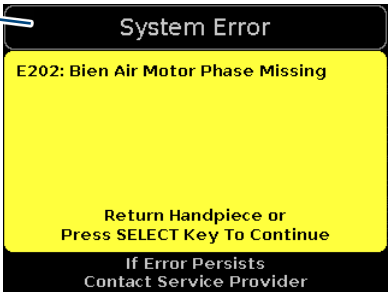 System Error
E202: Bien Air Motor Phase Missing
Return Handpiece or
Press SELECT Key To Continue
If Error Persists
Contact Service Provider